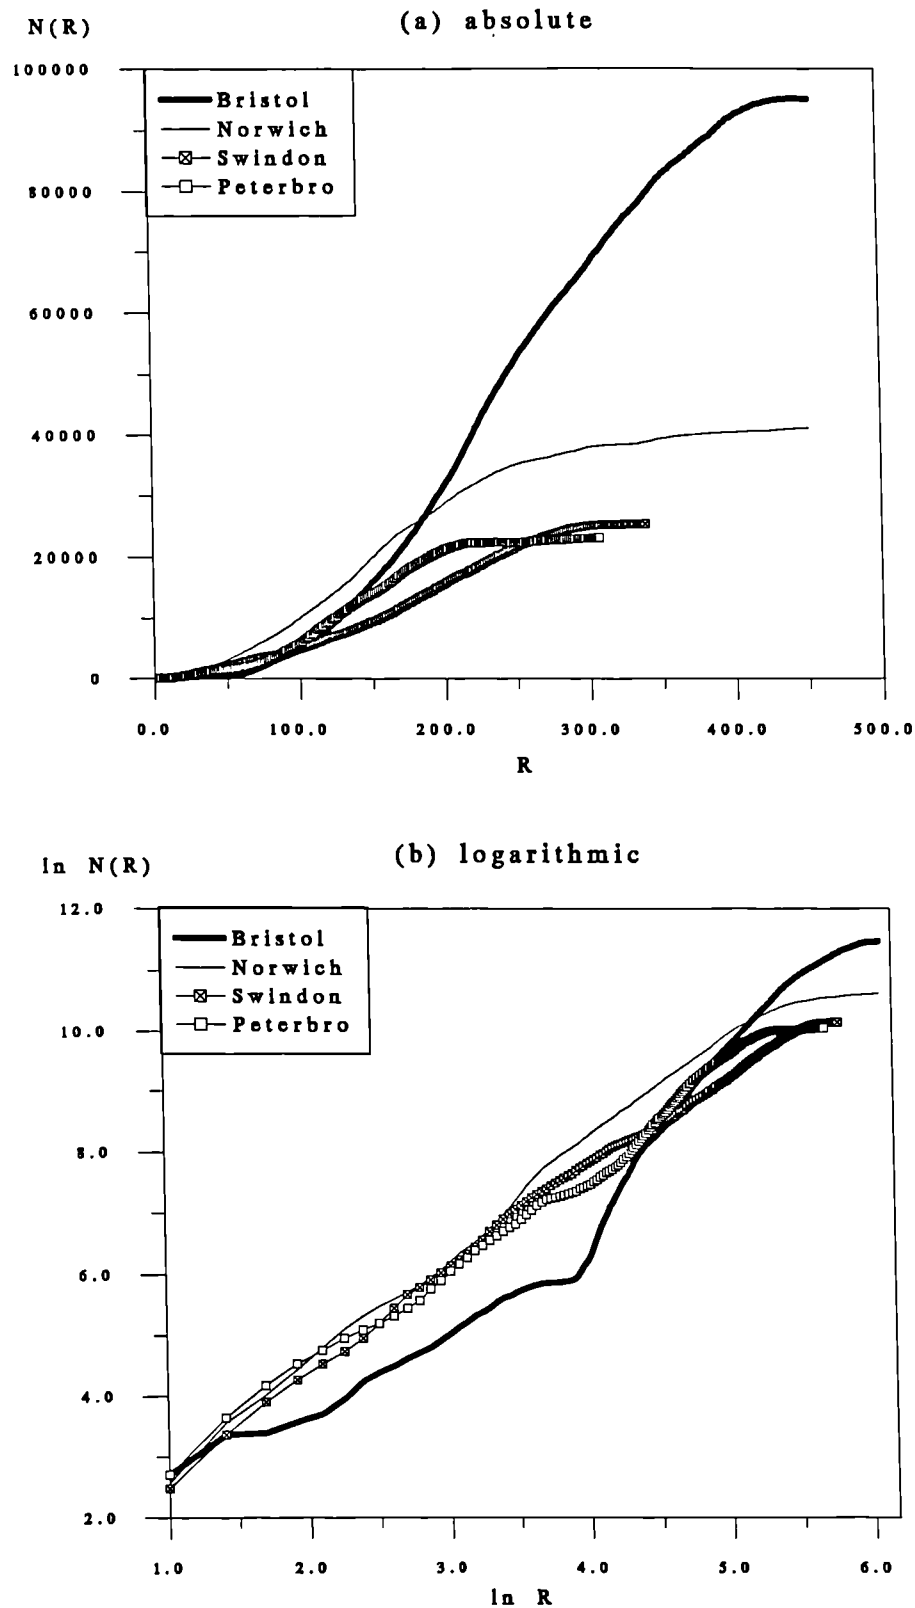 (a) absolute
N(R)
100000
80000
60000
40000
20000
0
Bristol
Norwich
Swindon
Peterbro
0.0 100.0 200.0 300.0 400.0 500.0
R
(b) logarithmic
ln N(R)
12.0
10.0
8.0
6.0
4.0
2.0
Bristol
Norwich
Swindon
Peterbro
1.0 2.0 3.0 4.0 5.0 6.0
ln R